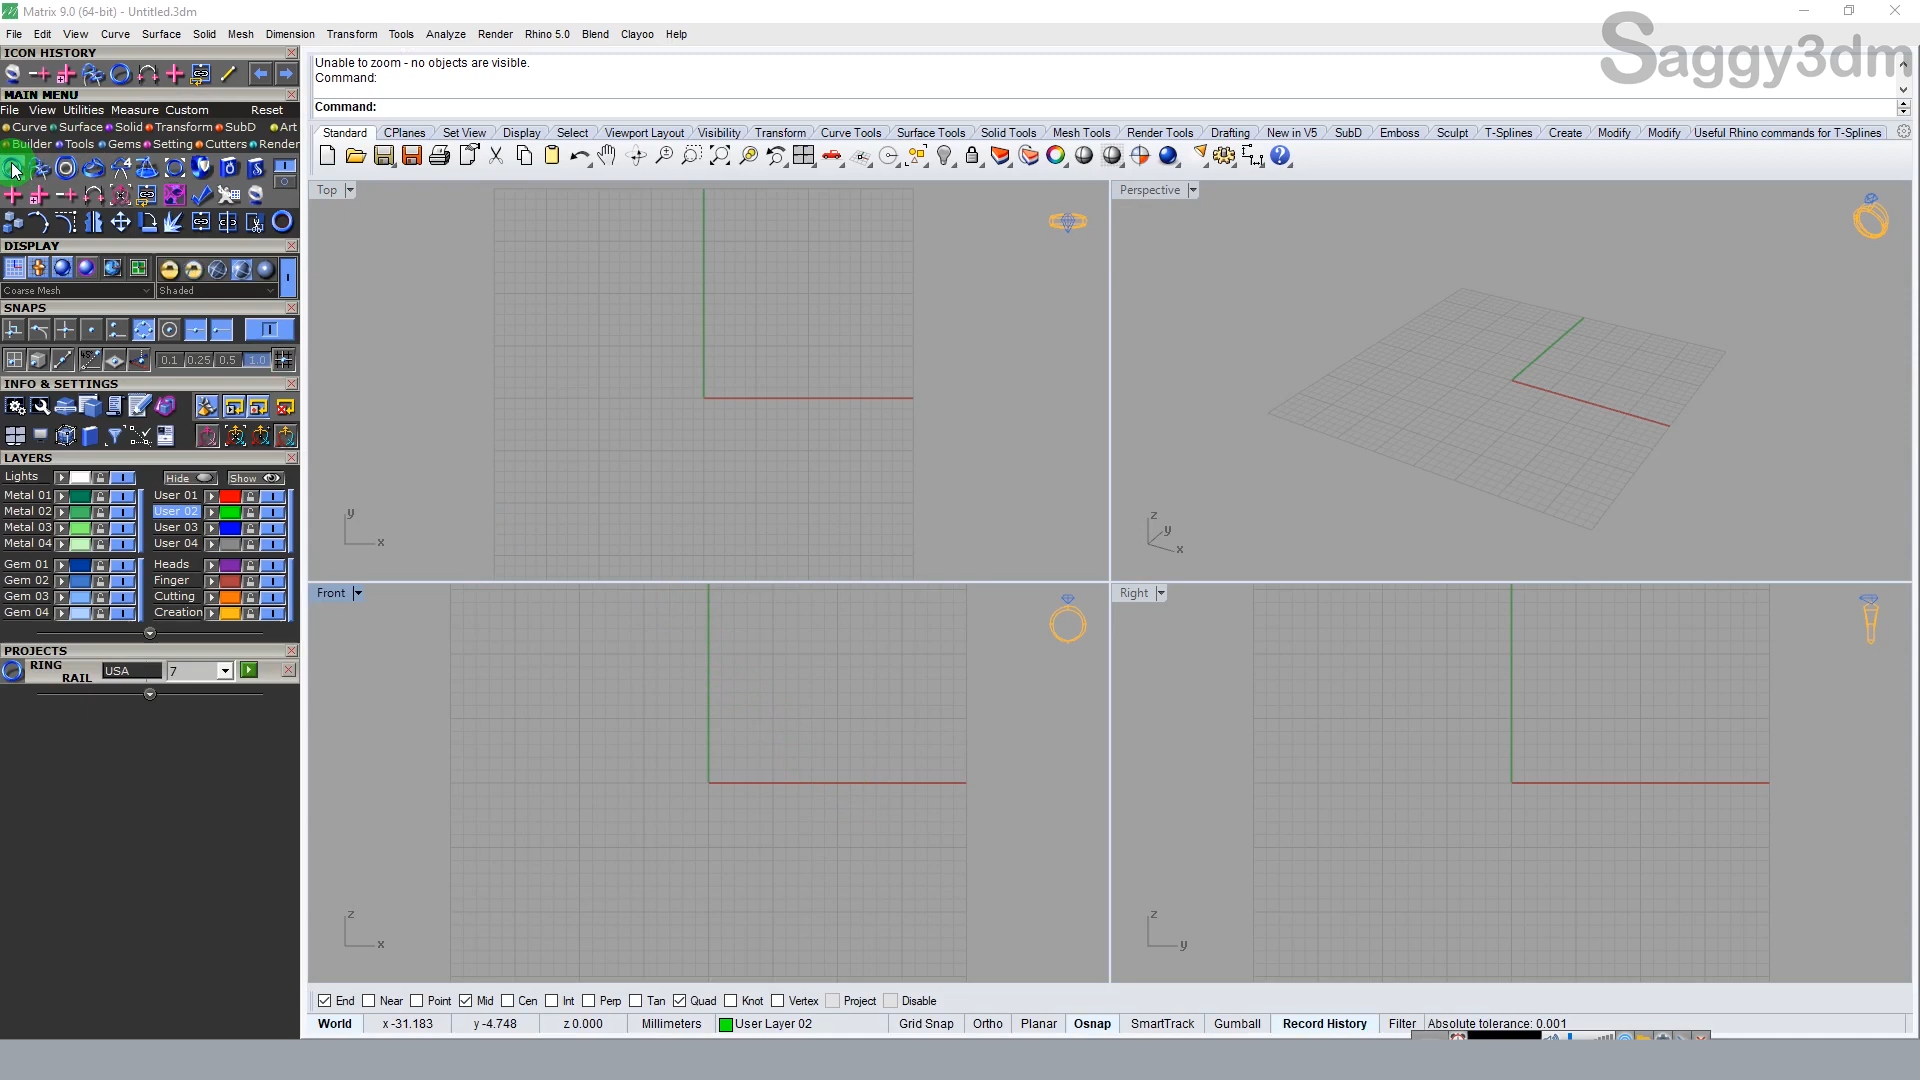 Matrix 9.0 (64-bit) - Untitled.3dm
Saggy3dm
File Edit View Curve Surface Solid Mesh Dimension Transform Tools Analyze Render Rhino 5.0 Blend Clayoo Help
ICON HISTORY
MAIN MENU
File View Utilities Measure Custom Reset
Curve Surface Solid Transform SubD Art
Builder Tools Gems Setting Cutters Render
DISPLAY
Coarse Mesh Shaded
SNAPS
0.1 0.25 0.5 1.0
INFO & SETTINGS
LAYERS
Lights Hide Show
Metal 01 User 01
Metal 02 User 02
Metal 03 User 03
Metal 04 User 04
Gem 01 Heads
Gem 02 Finger
Gem 03 Cutting
Gem 04 Creation
PROJECTS
RING RAIL USA 7
Unable to zoom - no objects are visible.
Command:
Command:
Standard CPlanes Set View Display Select Viewport Layout Visibility Transform Curve Tools Surface Tools Solid Tools Mesh Tools Render Tools Drafting New in V5 SubD Emboss Sculpt T-Splines Create Modify Modify Useful Rhino commands for T-Splines
Top
y
x
Perspective
z
y
x
Front
z
x
Right
z
y
End Near Point Mid Cen Int Perp Tan Quad Knot Vertex Project Disable
World x -31.183 y -4.748 z 0.000 Millimeters User Layer 02 Grid Snap Ortho Planar Osnap SmartTrack Gumball Record History Filter Absolute tolerance: 0.001